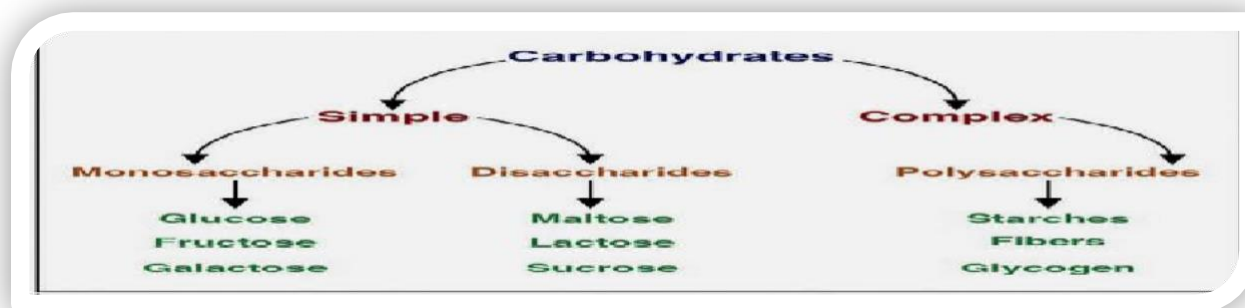 Carbohydrates
Simple Complex
Monosaccharides Disaccharides Polysaccharides
Glucose Maltose Starches
Fructose Lactose Fibers
Galactose Sucrose Glycogen